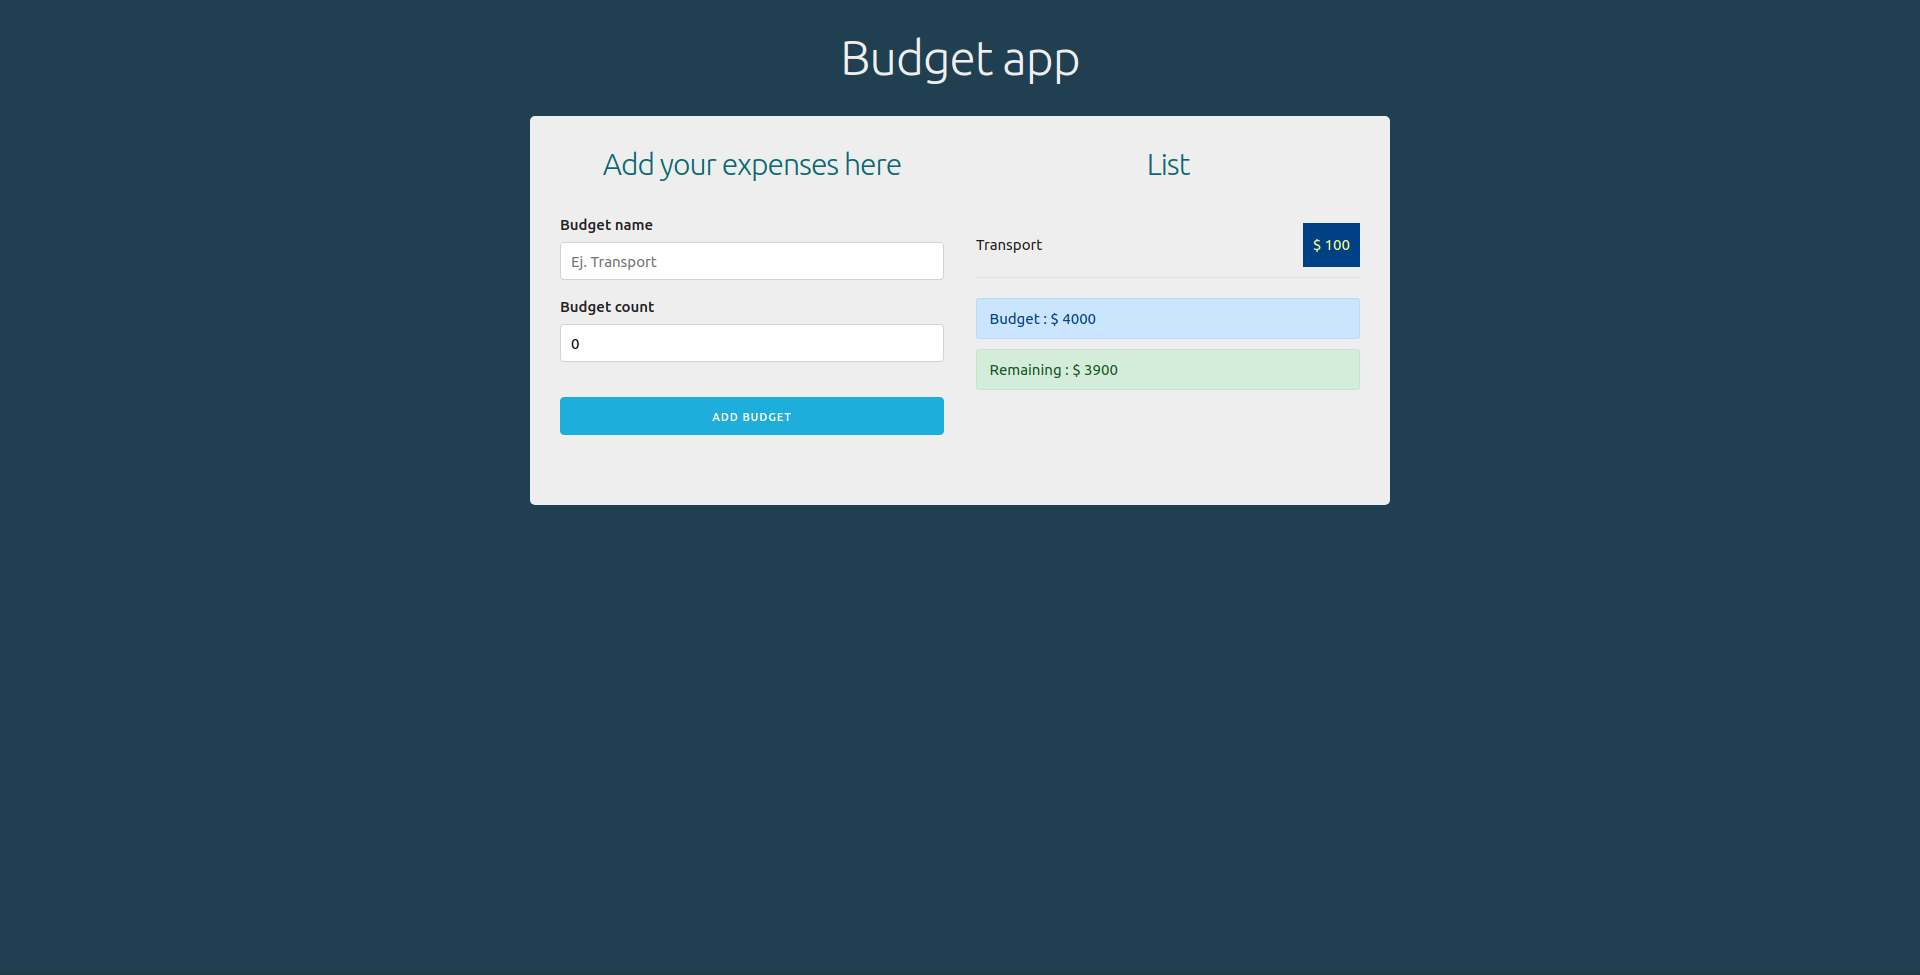 Budget app
Add your expenses here
Budget name
Ej. Transport
Budget count
0
ADD BUDGET
List
Transport
$ 100
Budget : $ 4000
Remaining : $ 3900